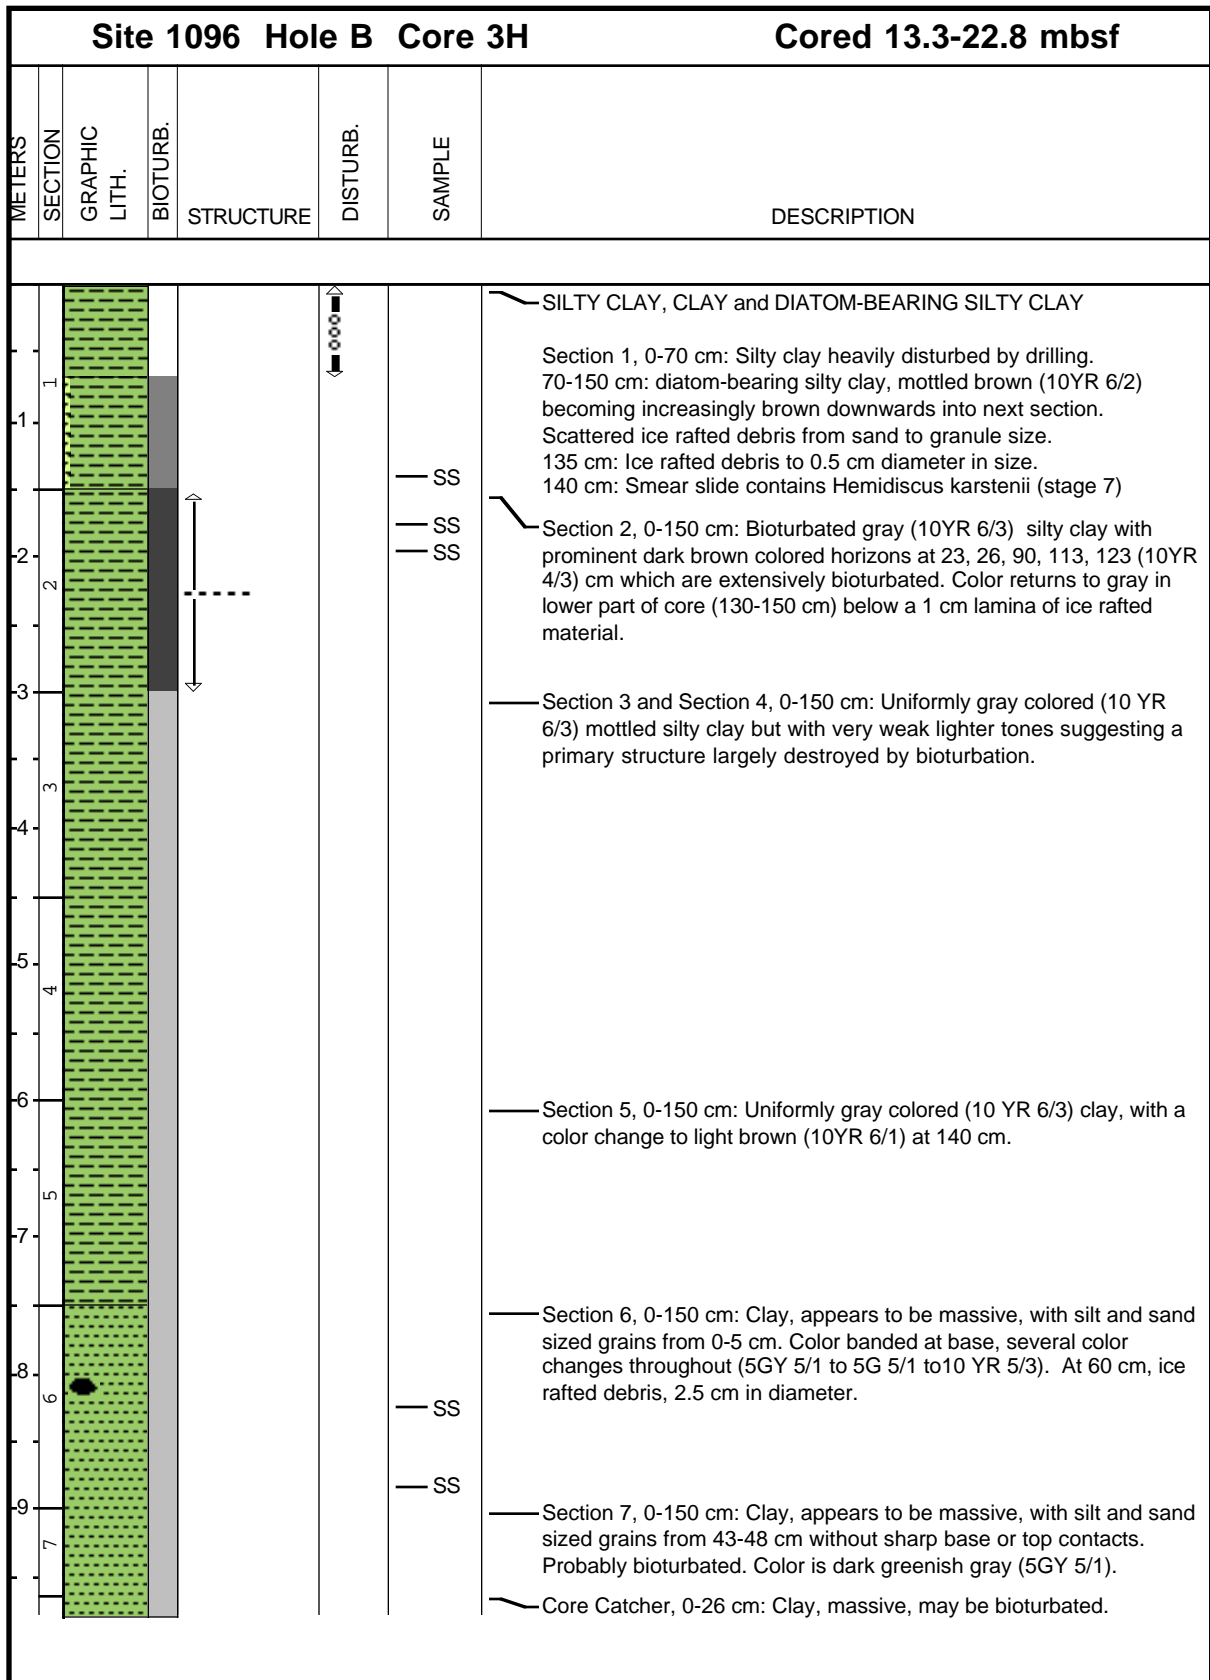 Site 1096 Hole B Core 3H Cored 13.3-22.8 mbsf
METERS
SECTION
GRAPHIC
LITH.
BIOTURB.
STRUCTURE
DISTURB.
SAMPLE
DESCRIPTION
SILTY CLAY, CLAY and DIATOM-BEARING SILTY CLAY
Section 1, 0-70 cm: Silty clay heavily disturbed by drilling.
70-150 cm: diatom-bearing silty clay, mottled brown (10YR 6/2)
becoming increasingly brown downwards into next section.
Scattered ice rafted debris from sand to granule size.
135 cm: Ice rafted debris to 0.5 cm diameter in size.
140 cm: Smear slide contains Hemidiscus karstenii (stage 7)
Section 2, 0-150 cm: Bioturbated gray (10YR 6/3) silty clay with
prominent dark brown colored horizons at 23, 26, 90, 113, 123 (10YR
4/3) cm which are extensively bioturbated. Color returns to gray in
lower part of core (130-150 cm) below a 1 cm lamina of ice rafted
material.
Section 3 and Section 4, 0-150 cm: Uniformly gray colored (10 YR
6/3) mottled silty clay but with very weak lighter tones suggesting a
primary structure largely destroyed by bioturbation.
Section 5, 0-150 cm: Uniformly gray colored (10 YR 6/3) clay, with a
color change to light brown (10YR 6/1) at 140 cm.
Section 6, 0-150 cm: Clay, appears to be massive, with silt and sand
sized grains from 0-5 cm. Color banded at base, several color
changes throughout (5GY 5/1 to 5G 5/1 to10 YR 5/3). At 60 cm, ice
rafted debris, 2.5 cm in diameter.
Section 7, 0-150 cm: Clay, appears to be massive, with silt and sand
sized grains from 43-48 cm without sharp base or top contacts.
Probably bioturbated. Color is dark greenish gray (5GY 5/1).
Core Catcher, 0-26 cm: Clay, massive, may be bioturbated.
1
2
3
4
5
6
7
8
9
1
2
3
4
5
6
7
SS
SS
SS
SS
SS